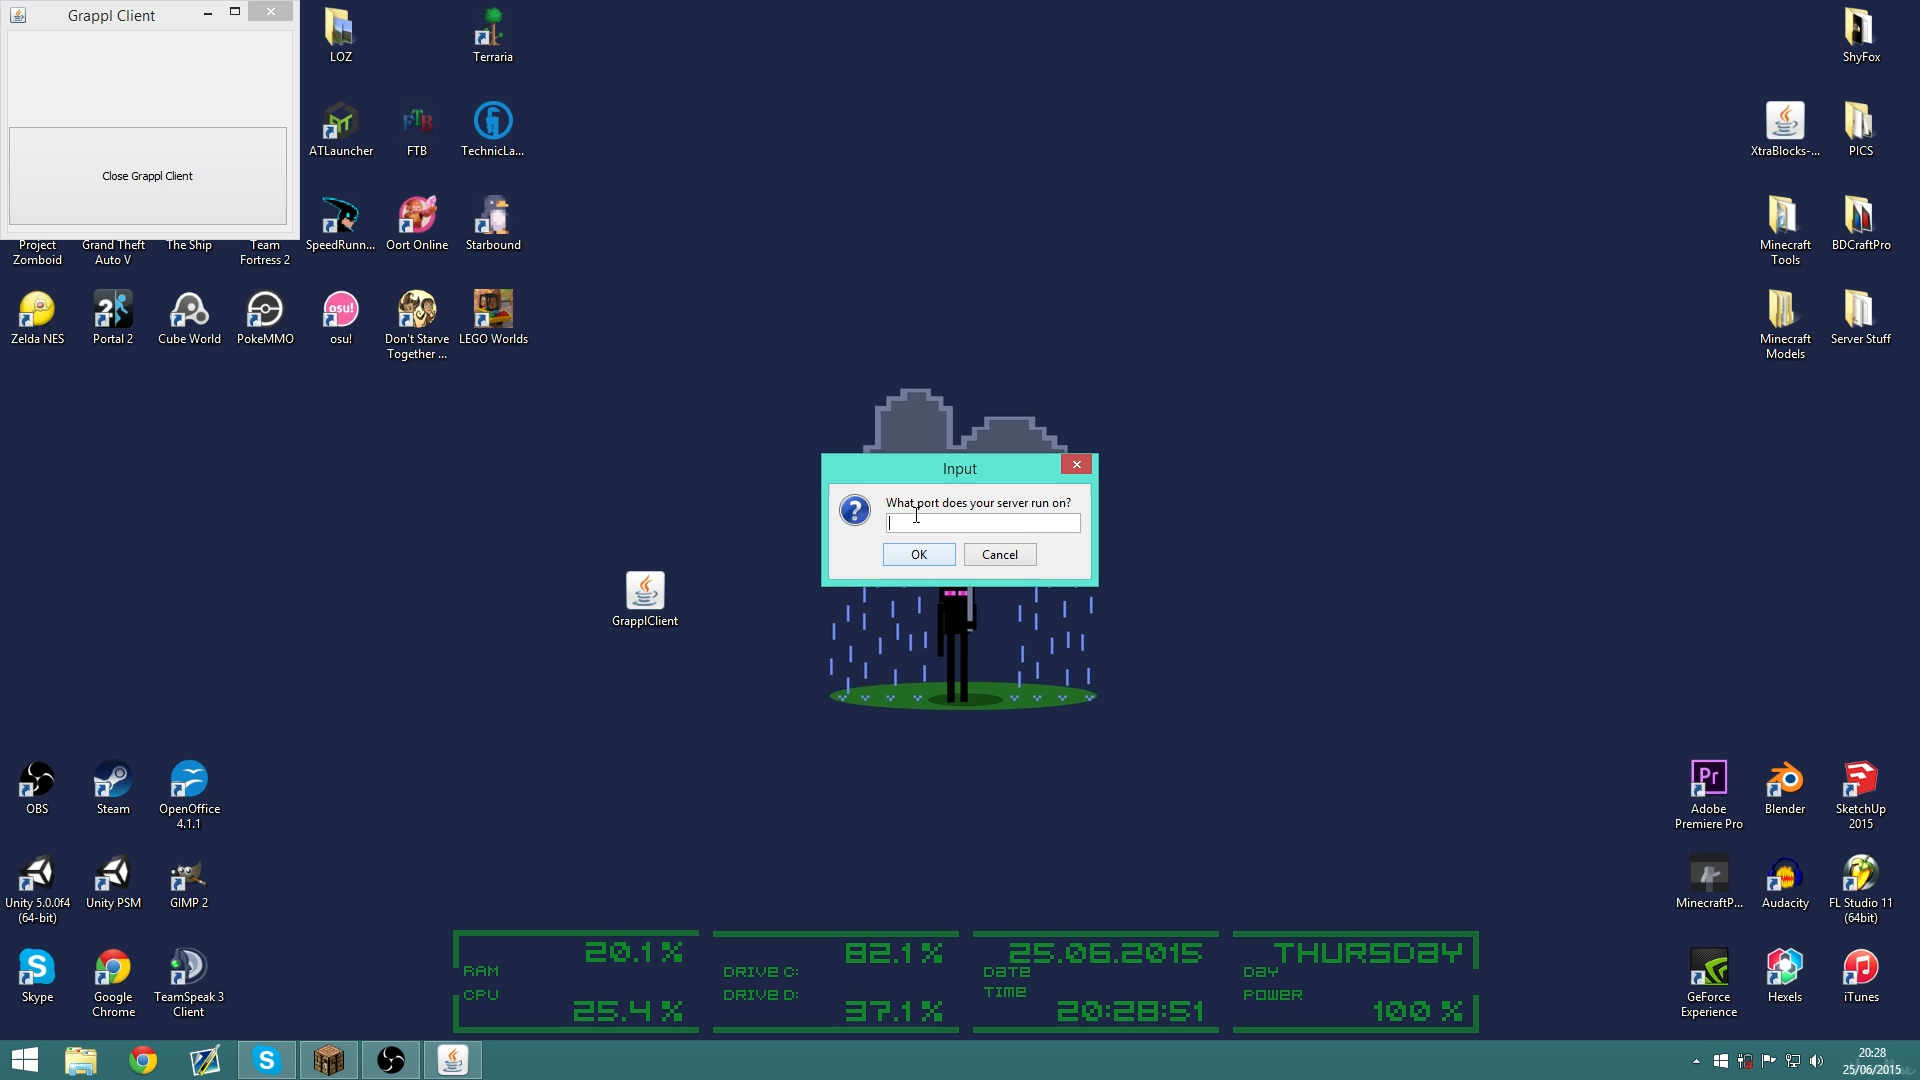 Grappl Client
Close Grappl Client
LOZ
Terraria
ShyFox
ATLauncher
FTB
TechnicLa...
XtraBlocks-...
PICS
SpeedRunn...
Oort Online
Starbound
Minecraft
Tools
BDCraftPro
Project
Zomboid
Grand Theft
Auto V
The Ship
Team
Fortress 2
Zelda NES
Portal 2
Cube World
PokeMMO
osu!
osu!
Don't Starve
Together ...
LEGO Worlds
Minecraft
Models
Server Stuff
Input
What port does your server run on?
OK
Cancel
GrapplClient
OBS
Steam
OpenOffice
4.1.1
Adobe
Premiere Pro
Blender
SketchUp
2015
Unity 5.0.0f4
(64-bit)
Unity PSM
GIMP 2
MinecraftP...
Audacity
FL Studio 11
(64bit)
Skype
Google
Chrome
TeamSpeak 3
Client
GeForce
Experience
Hexels
iTunes
RAM 20.1 %
CPU 25.4 %
DRIVE C: 82.1 %
DRIVE D: 37.1 %
DATE 25.06.2015
TIME 20:28:51
DAY THURSDAY
POWER 100 %
20:28
25/06/2015